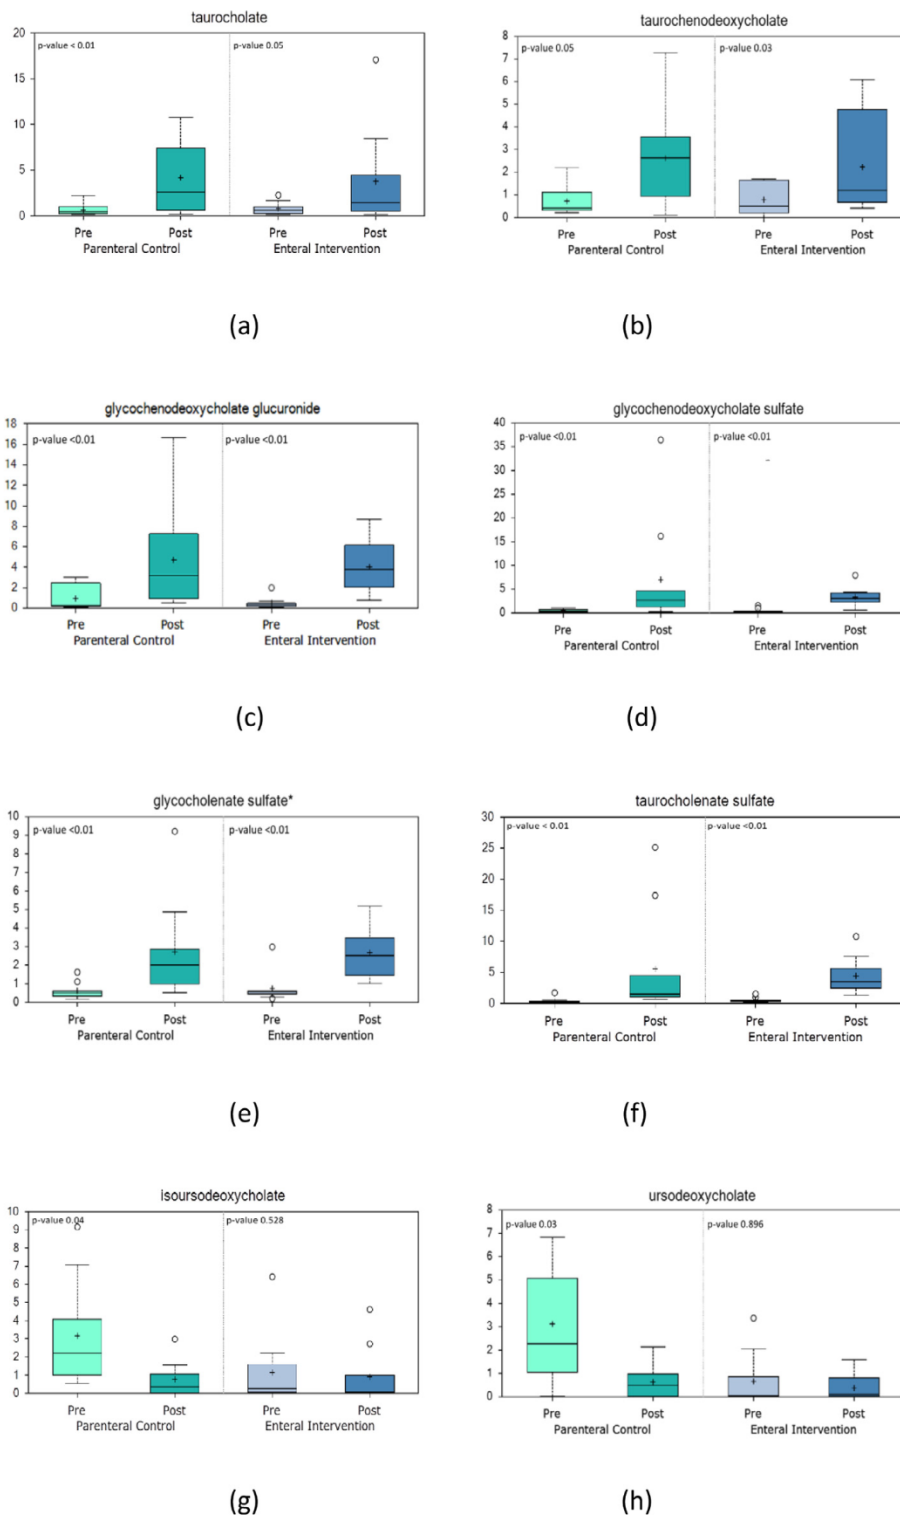 taurocholate
p-value < 0.01
p-value 0.05
20
15
10
5
0
Pre
Post
Pre
Post
Parenteral Control
Enteral Intervention
(a)
taurochenodeoxycholate
p-value 0.05
p-value 0.03
8
7
6
5
4
3
2
1
0
Pre
Post
Pre
Post
Parenteral Control
Enteral Intervention
(b)
glycochenodeoxycholate glucuronide
p-value <0.01
p-value <0.01
18
16
14
12
10
8
6
4
2
0
Pre
Post
Pre
Post
Parenteral Control
Enteral Intervention
(c)
glycochenodeoxycholate sulfate
p-value <0.01
p-value <0.01
40
35
30
25
20
15
10
5
0
Pre
Post
Pre
Post
Parenteral Control
Enteral Intervention
(d)
glycocholenate sulfate*
p-value <0.01
p-value <0.01
10
9
8
7
6
5
4
3
2
1
0
Pre
Post
Pre
Post
Parenteral Control
Enteral Intervention
(e)
taurocholenate sulfate
p-value < 0.01
p-value <0.01
30
25
20
15
10
5
0
Pre
Post
Pre
Post
Parenteral Control
Enteral Intervention
(f)
isoursodeoxycholate
p-value 0.04
p-value 0.528
10
9
8
7
6
5
4
3
2
1
0
Pre
Post
Pre
Post
Parenteral Control
Enteral Intervention
(g)
ursodeoxycholate
p-value 0.03
p-value 0.896
8
7
6
5
4
3
2
1
0
Pre
Post
Pre
Post
Parenteral Control
Enteral Intervention
(h)